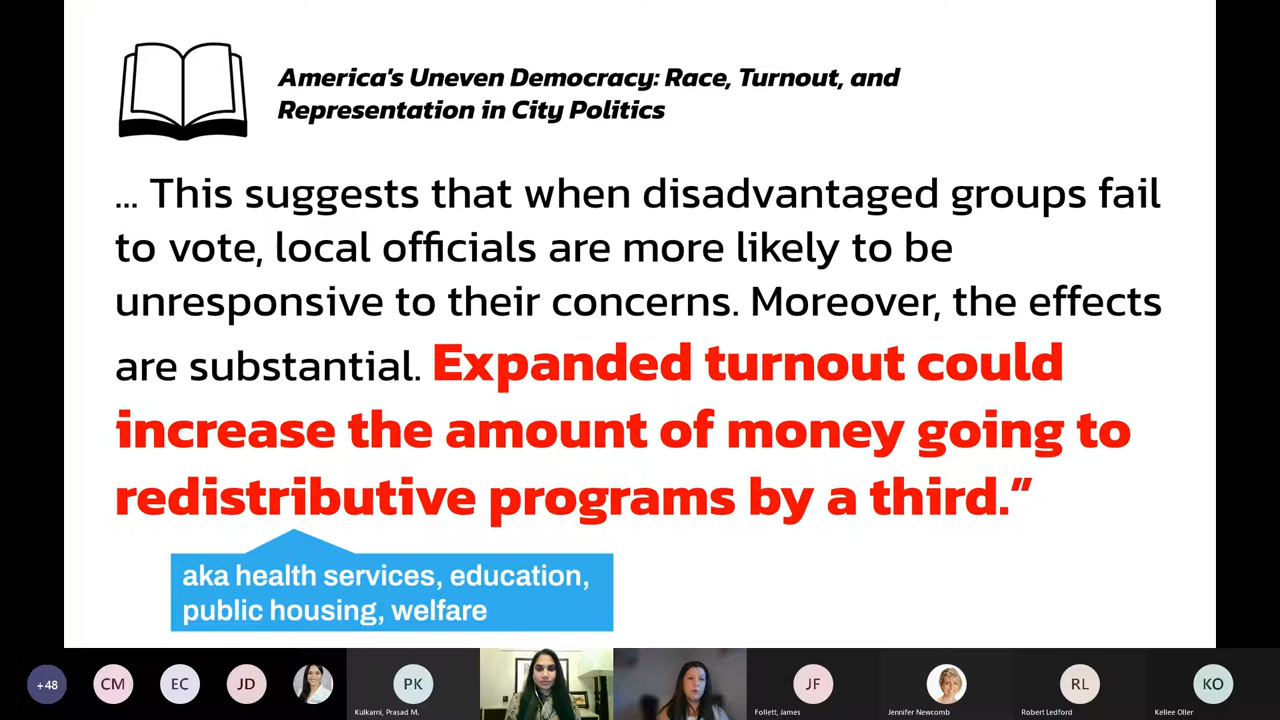 America's Uneven Democracy: Race, Turnout, and
Representation in City Politics
... This suggests that when disadvantaged groups fail
to vote, local officials are more likely to be
unresponsive to their concerns. Moreover, the effects
are substantial. Expanded turnout could
increase the amount of money going to
redistributive programs by a third.”
aka health services, education,
public housing, welfare
+48
CM
EC
JD
PK
JF
RL
KO
Kulkarni, Prasad M.
Follett, James
Jennifer Newcomb
Robert Ledford
Kellee Oller